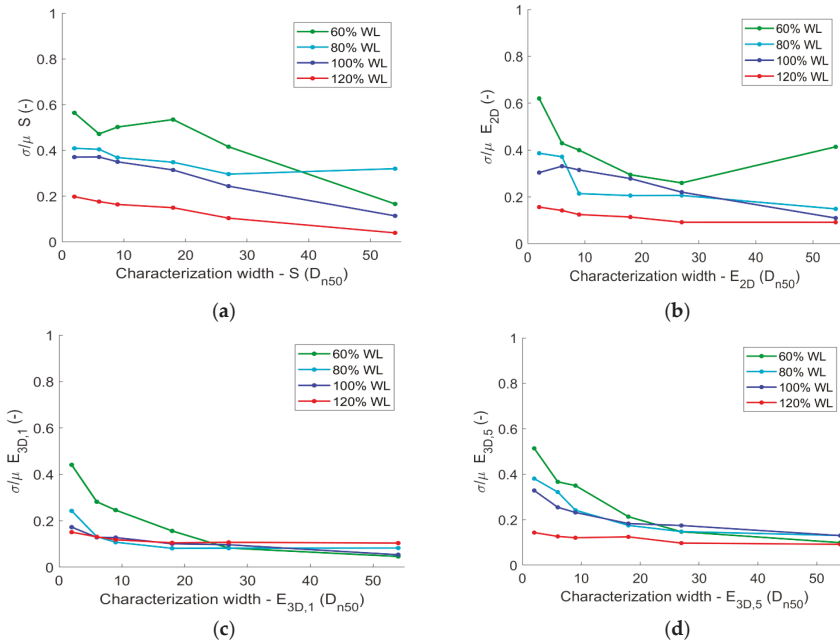 1
0.8
0.6
0.4
0.2
0
σ/μ S (-)
60% WL
80% WL
100% WL
120% WL
0 10 20 30 40 50
Characterization width - S (Dn50)
(a)
1
0.8
0.6
0.4
0.2
0
σ/μ E2D (-)
60% WL
80% WL
100% WL
120% WL
0 10 20 30 40 50
Characterization width - E2D (Dn50)
(b)
1
0.8
0.6
0.4
0.2
0
σ/μ E3D,1 (-)
60% WL
80% WL
100% WL
120% WL
0 10 20 30 40 50
Characterization width - E3D,1 (Dn50)
(c)
1
0.8
0.6
0.4
0.2
0
σ/μ E3D,5 (-)
60% WL
80% WL
100% WL
120% WL
0 10 20 30 40 50
Characterization width - E3D,5 (Dn50)
(d)